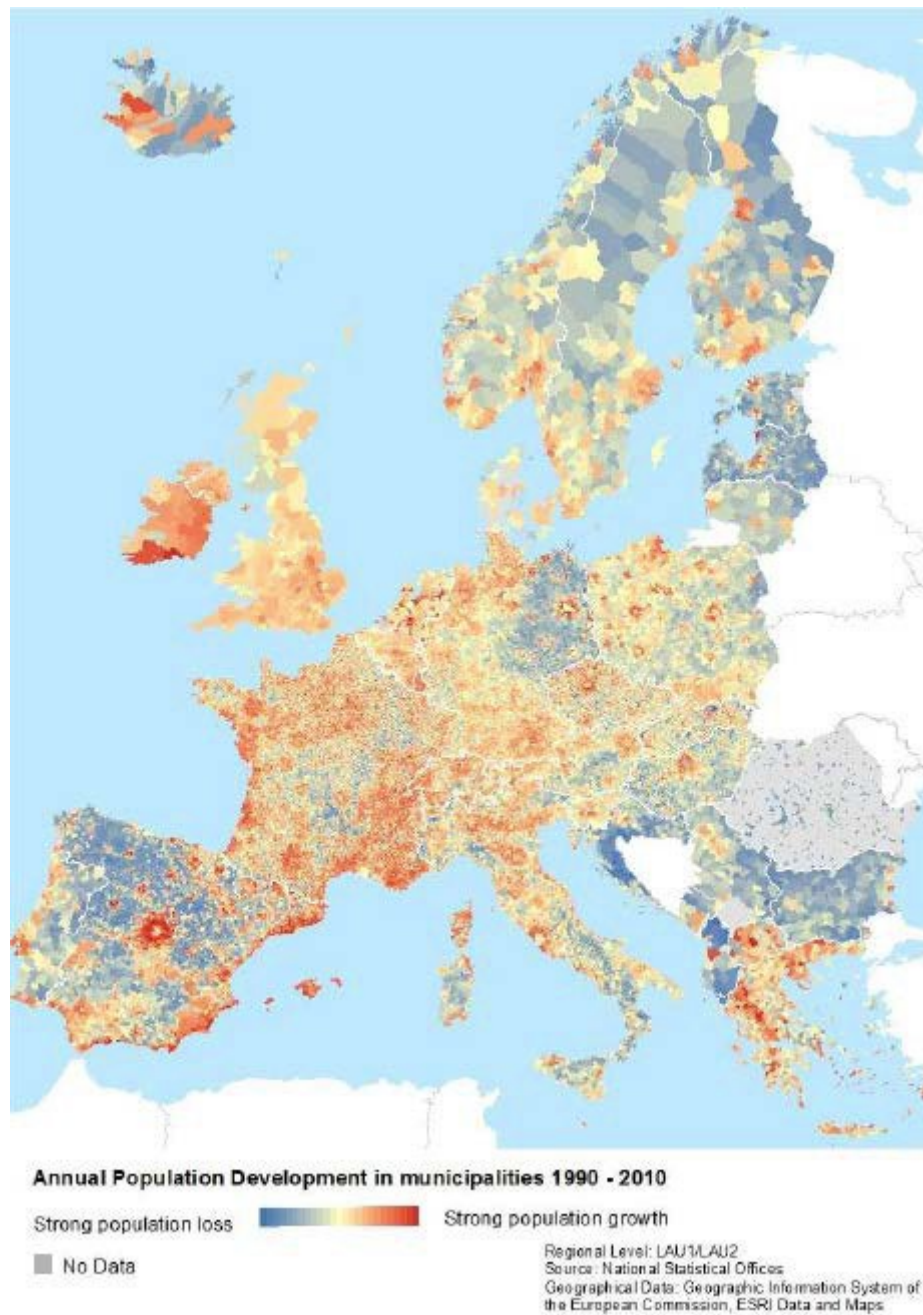 Annual Population Development in municipalities 1990 - 2010
Strong population loss
Strong population growth
No Data
Regional Level: LAU1/LAU2
Source: National Statistical Offices
Geographical Data: Geographic Information System of
the European Commission, ESRI Data and Maps